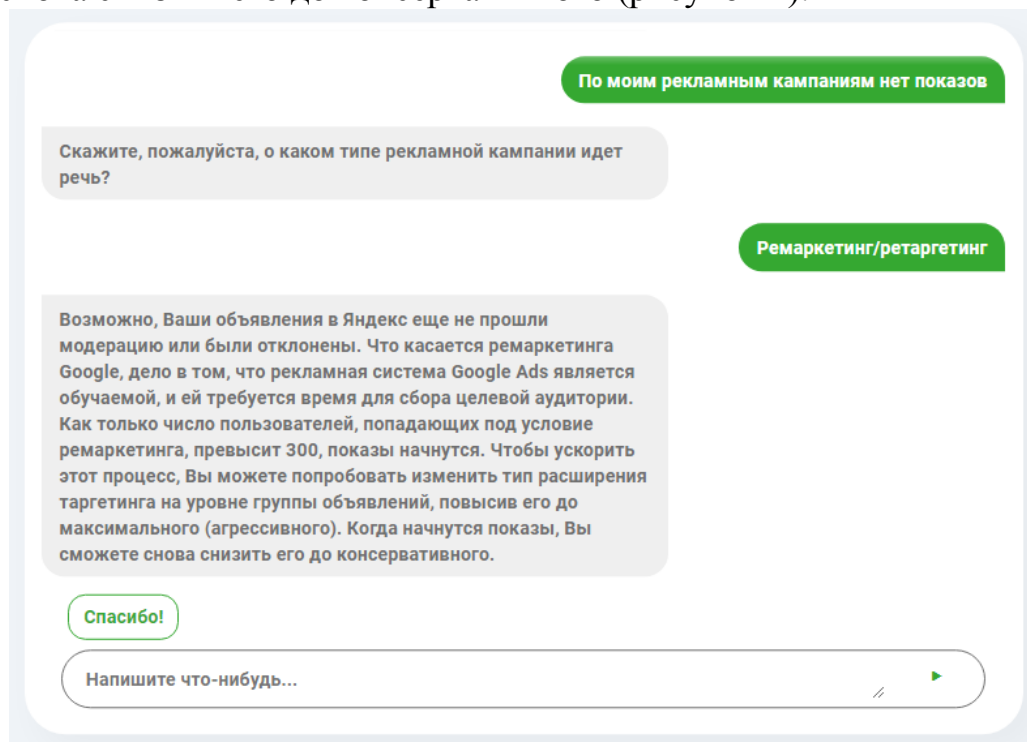 По моим рекламным кампаниям нет показов
Скажите, пожалуйста, о каком типе рекламной кампании идет
речь?
Ремаркетинг/ретаргетинг
Возможно, Ваши объявления в Яндекс еще не прошли
модерацию или были отклонены. Что касается ремаркетинга
Google, дело в том, что рекламная система Google Ads является
обучаемой, и ей требуется время для сбора целевой аудитории.
Как только число пользователей, попадающих под условие
ремаркетинга, превысит 300, показы начнутся. Чтобы ускорить
этот процесс, Вы можете попробовать изменить тип расширения
таргетинга на уровне группы объявлений, повысив его до
максимального (агрессивного). Когда начнутся показы, Вы
сможете снова снизить его до консервативного.
Спасибо!
Напишите что-нибудь...